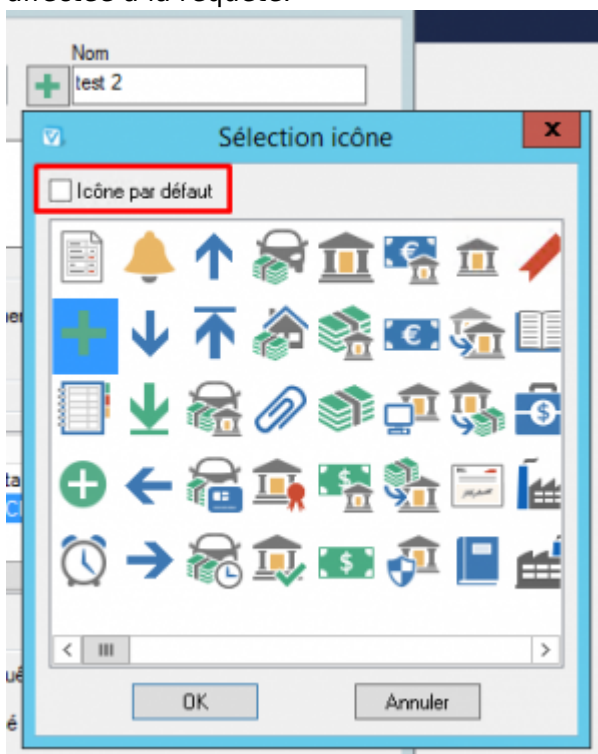 Nom
test 2
Sélection icône
x
Icône par défaut
OK
Annuler